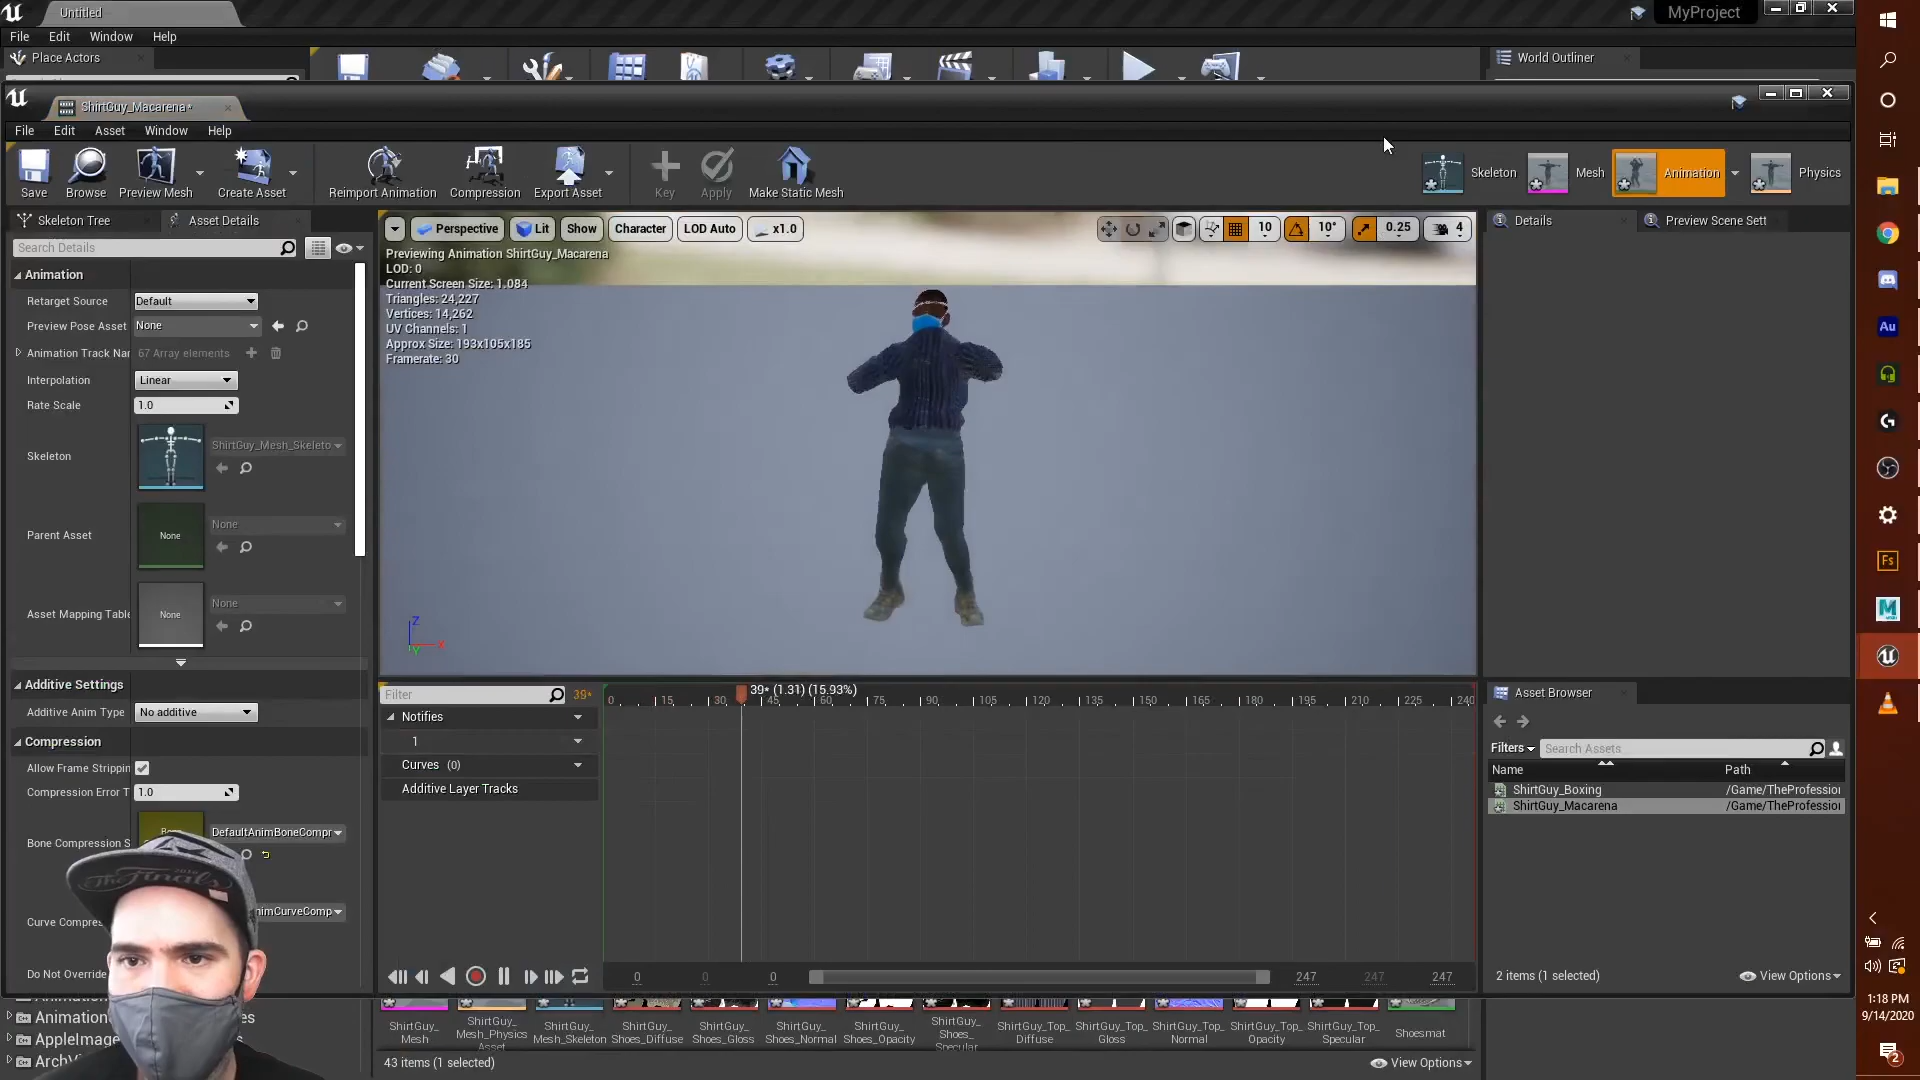 Untitled
MyProject
File Edit Window Help
Place Actors
World Outliner
ShirtGuy_Macarena*
File Edit Asset Window Help
Save
Browse
Preview Mesh
Create Asset
Reimport Animation
Compression
Export Asset
Key
Apply
Make Static Mesh
Skeleton
Mesh
Animation
Physics
Skeleton Tree
Asset Details
Search Details
Animation
Retarget Source
Default
Preview Pose Asset
None
Animation Track Nar
67 Array elements
Interpolation
Linear
Rate Scale
1.0
Skeleton
ShirtGuy_Mesh_Skeleto
Parent Asset
None
None
Asset Mapping Table
None
None
Additive Settings
Additive Anim Type
No additive
Compression
Allow Frame Strippin
Compression Error T
1.0
Bone Compression S
DefaultAnimBoneCompr
Curve Compres
nimCurveComp
Do Not Override
Perspective
Lit
Show
Character
LOD Auto
x1.0
10
10°
0.25
4
Previewing Animation ShirtGuy_Macarena
LOD: 0
Current Screen Size: 1.084
Triangles: 24,227
Vertices: 14,262
UV Channels: 1
Approx Size: 193x105x185
Framerate: 30
Z
X
Y
Details
Preview Scene Sett
Filter
39*
39* (1.31) (15.93%)
0 15 30 45 60 75 90 105 120 135 150 165 180 195 210 225 240
Notifies
1
Curves (0)
Additive Layer Tracks
0 0 0 247 247 247
Asset Browser
Filters
Search Assets
Name
Path
ShirtGuy_Boxing
/Game/TheProfession
ShirtGuy_Macarena
/Game/TheProfession
2 items (1 selected)
View Options
Animation
es
AppleImage
s
ArchVi
ShirtGuy_
Mesh
ShirtGuy_
Mesh_Physics
Asset
ShirtGuy_
Mesh_Skeleton
ShirtGuy_
Shoes_Diffuse
ShirtGuy_
Shoes_Gloss
ShirtGuy_
Shoes_Normal
ShirtGuy_
Shoes_Opacity
ShirtGuy_
Shoes_
Specular
ShirtGuy_Top_
Diffuse
ShirtGuy_Top_
Gloss
ShirtGuy_Top_
Normal
ShirtGuy_Top_
Opacity
ShirtGuy_Top_
Specular
Shoesmat
43 items (1 selected)
View Options
The Finals
Au
Fs
M
1:18 PM
9/14/2020
2